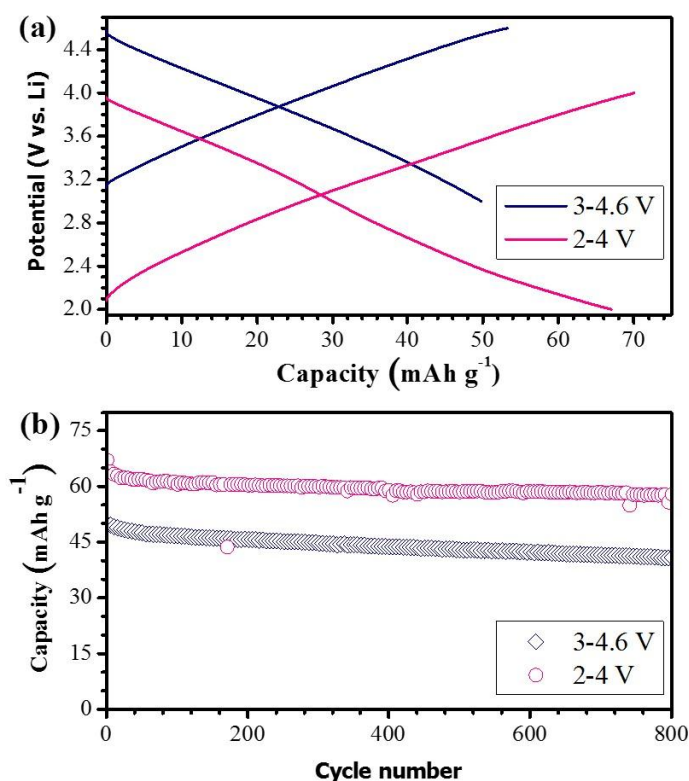 (a)
Potential (V vs. Li)
4.4
4.0
3.6
3.2
2.8
2.4
2.0
3-4.6 V
2-4 V
0 10 20 30 40 50 60 70
Capacity (mAh g⁻¹)
(b)
Capacity (mAh g⁻¹)
75
60
45
30
15
0
3-4.6 V
2-4 V
0 200 400 600 800
Cycle number